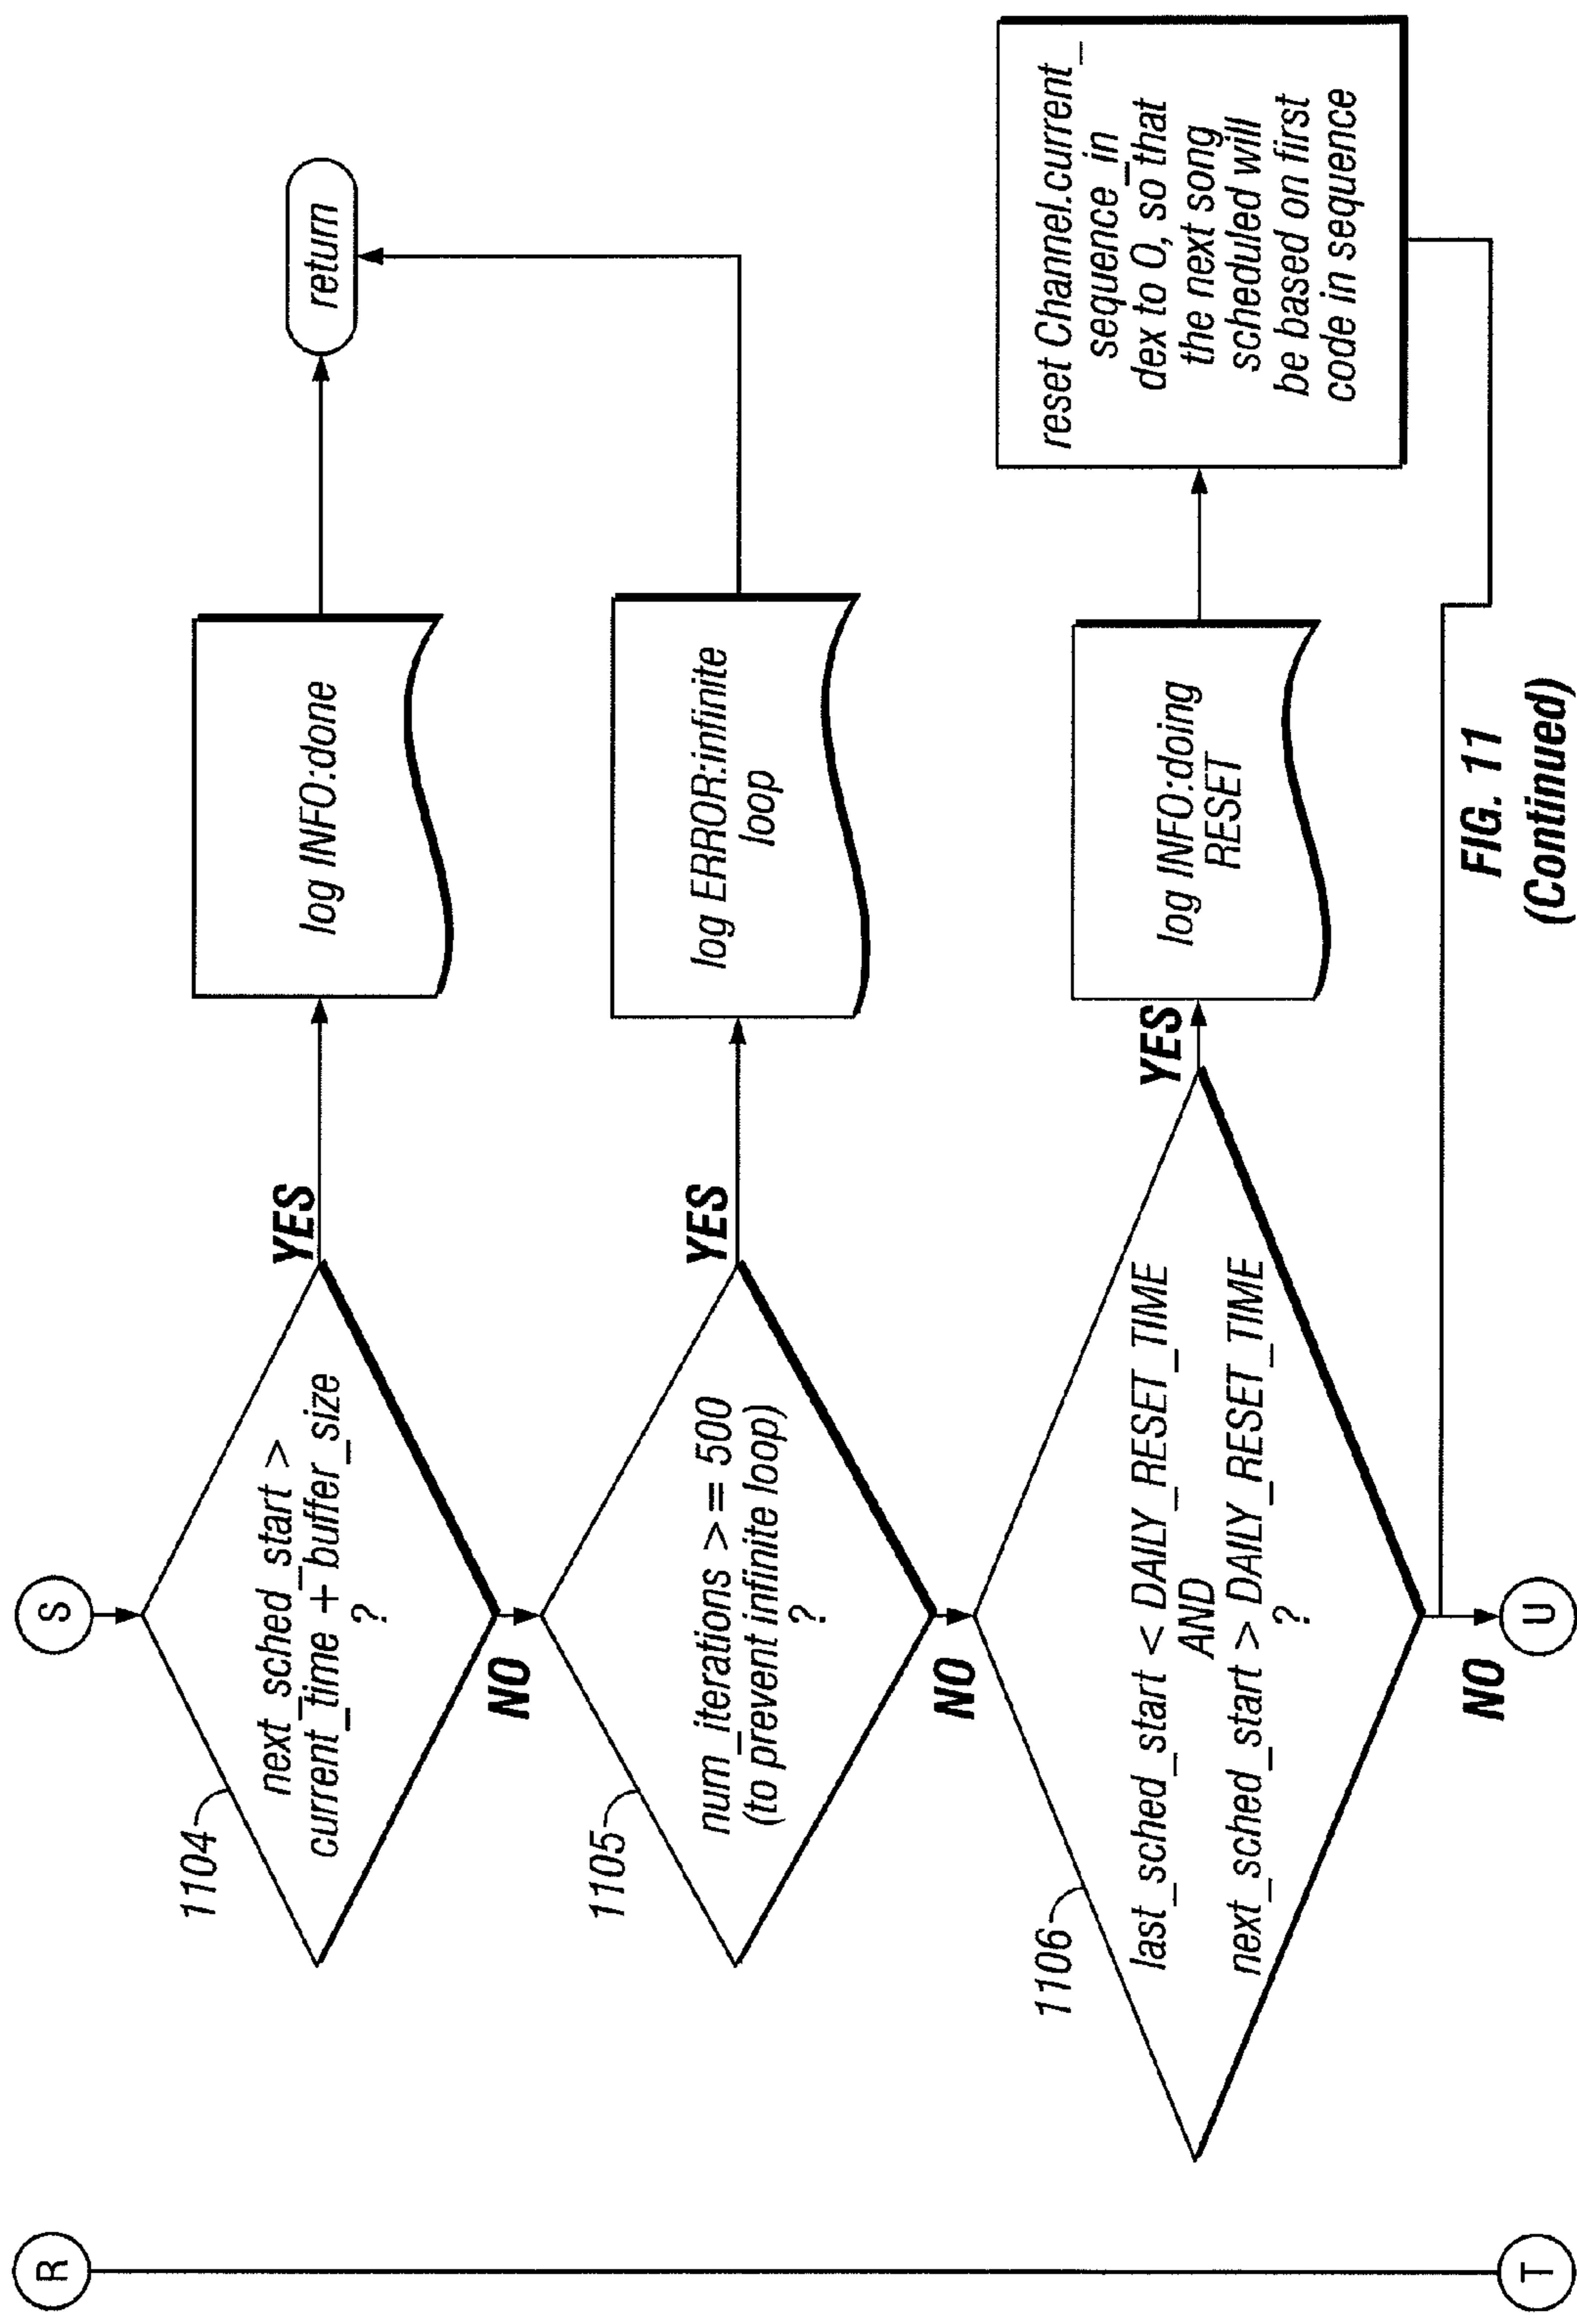 R
S
1104
next_sched_start >
current_time + buffer_size
?
YES
log INFO:done
return
NO
1105
num_iterations >= 500
(to prevent infinite loop)
?
YES
log ERROR:infinite
loop
NO
1106
last_sched_start < DAILY_RESET_TIME
AND
next_sched_start > DAILY_RESET_TIME
?
YES
log INFO:doing
RESET
reset Channel.current_
sequence_in
dex to 0, so that
the next song
scheduled will
be based on first
code in sequence
NO
T
U
FIG. 11
(Continued)